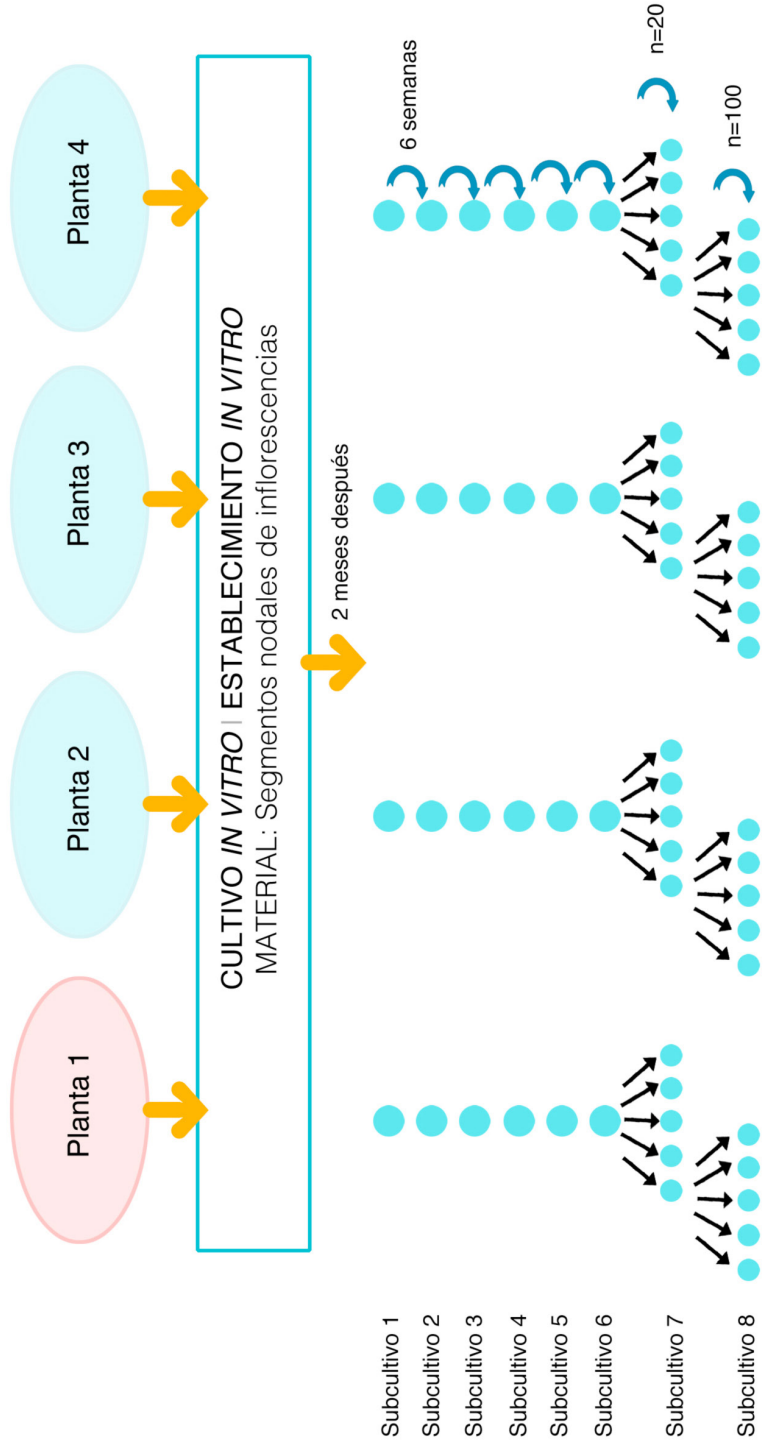 Planta 1
Planta 2
Planta 3
Planta 4
CULTIVO IN VITRO | ESTABLECIMIENTO IN VITRO
MATERIAL: Segmentos nodales de inflorescencias
2 meses después
6 semanas
Subcultivo 1
Subcultivo 2
Subcultivo 3
Subcultivo 4
Subcultivo 5
Subcultivo 6
Subcultivo 7
n=20
Subcultivo 8
n=100